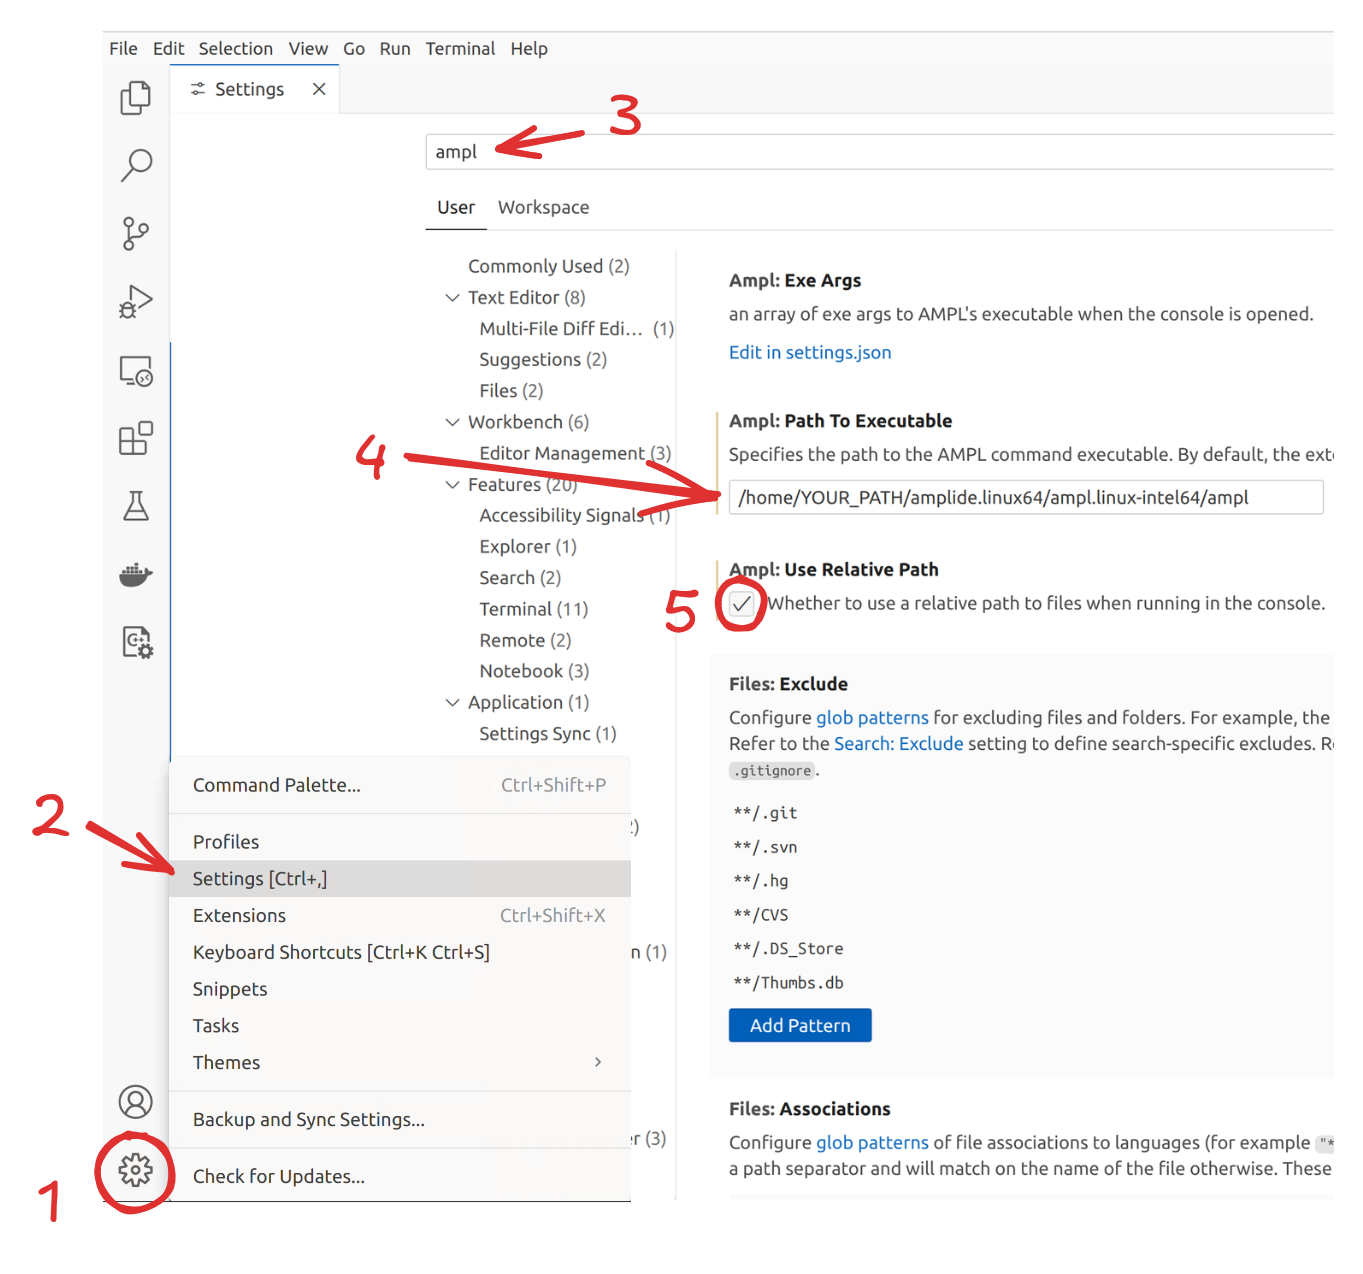 File Edit Selection View Go Run Terminal Help
Settings
3
ampl
User Workspace
Commonly Used (2)
Text Editor (8)
Multi-File Diff Edi... (1)
Suggestions (2)
Files (2)
Workbench (6)
Editor Management (3)
Features (20)
Accessibility Signals (1)
Explorer (1)
Search (2)
Terminal (11)
Remote (2)
Notebook (3)
Application (1)
Settings Sync (1)
2)
n (1)
er (3)
Ampl: Exe Args
an array of exe args to AMPL's executable when the console is opened.
Edit in settings.json
4
Ampl: Path To Executable
Specifies the path to the AMPL command executable. By default, the exte
/home/YOUR_PATH/amplide.linux64/ampl.linux-intel64/ampl
Ampl: Use Relative Path
5
Whether to use a relative path to files when running in the console.
Files: Exclude
Configure glob patterns for excluding files and folders. For example, the
Refer to the Search: Exclude setting to define search-specific excludes. Re
.gitignore.
**/.git
**/.svn
**/.hg
**/CVS
**/.DS_Store
**/Thumbs.db
Add Pattern
Files: Associations
Configure glob patterns of file associations to languages (for example "*
a path separator and will match on the name of the file otherwise. These
Command Palette... Ctrl+Shift+P
Profiles
2
Settings [Ctrl+,]
Extensions Ctrl+Shift+X
Keyboard Shortcuts [Ctrl+K Ctrl+S]
Snippets
Tasks
Themes
Backup and Sync Settings...
Check for Updates...
1